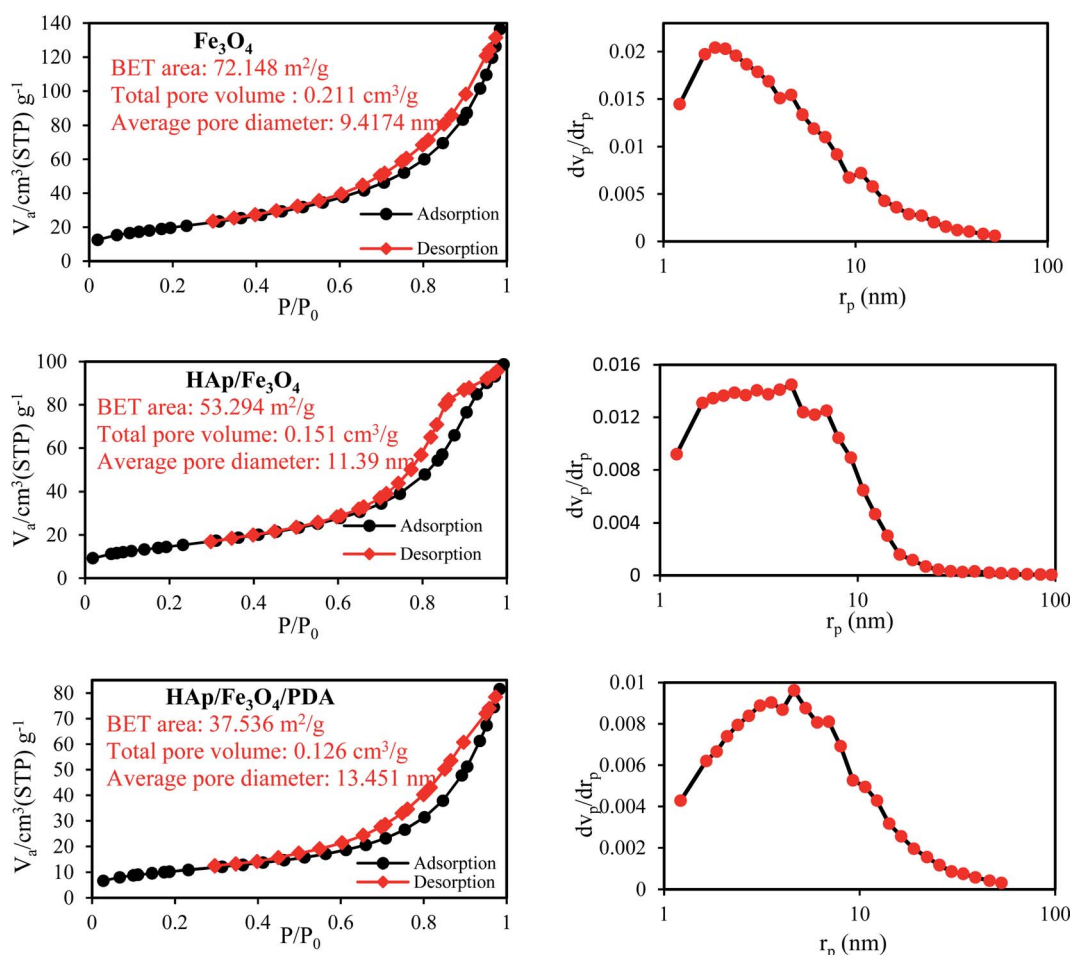 140
120
100
80
60
40
20
0
Vₐ/cm³(STP) g⁻¹
Fe₃O₄
BET area: 72.148 m²/g
Total pore volume : 0.211 cm³/g
Average pore diameter: 9.4174 nm
Adsorption
Desorption
0 0.2 0.4 0.6 0.8 1
P/P₀
0.02
0.015
0.01
0.005
0
dvₚ/drₚ
1 10 100
rₚ (nm)
100
80
60
40
20
0
Vₐ/cm³(STP) g⁻¹
HAp/Fe₃O₄
BET area: 53.294 m²/g
Total pore volume: 0.151 cm³/g
Average pore diameter: 11.39 nm
Adsorption
Desorption
0 0.2 0.4 0.6 0.8 1
P/P₀
0.016
0.012
0.008
0.004
0
dvₚ/drₚ
1 10 100
rₚ (nm)
80
70
60
50
40
30
20
10
0
Vₐ/cm³(STP) g⁻¹
HAp/Fe₃O₄/PDA
BET area: 37.536 m²/g
Total pore volume: 0.126 cm³/g
Average pore diameter: 13.451 nm
Adsorption
Desorption
0 0.2 0.4 0.6 0.8 1
P/P₀
0.01
0.008
0.006
0.004
0.002
0
dvₚ/drₚ
1 10 100
rₚ (nm)